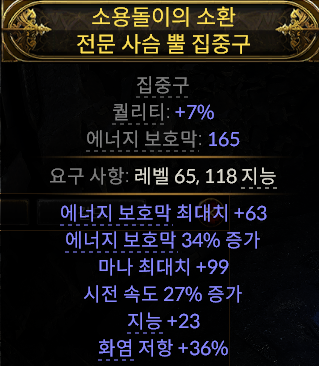 소용돌이의 소환
전문 사슴 뿔 집중구
집중구
퀄리티: +7%
에너지 보호막: 165
요구 사항: 레벨 65, 118 지능
에너지 보호막 최대치 +63
에너지 보호막 34% 증가
마나 최대치 +99
시전 속도 27% 증가
지능 +23
화염 저항 +36%